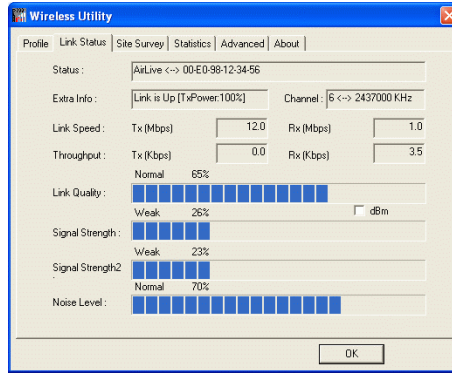 Wireless Utility
Profile Link Status Site Survey Statistics Advanced About
Status : AirLive <--> 00-E0-98-12-34-56
Extra Info : Link is Up [TxPower:100%] Channel : 6 <--> 2437000 KHz
Link Speed : Tx (Mbps) 12.0 Rx (Mbps) 1.0
Throughput : Tx (Kbps) 0.0 Rx (Kbps) 3.5
Normal 65%
Link Quality :
Weak 26% dBm
Signal Strength :
Weak 23%
Signal Strength2 :
Normal 70%
Noise Level :
OK